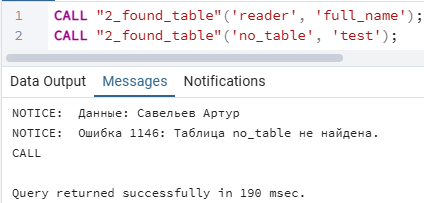 1 CALL "2_found_table"('reader', 'full_name');
2 CALL "2_found_table"('no_table', 'test');
Data Output Messages Notifications
NOTICE: Данные: Савельев Артур
NOTICE: Ошибка 1146: Таблица no_table не найдена.
CALL
Query returned successfully in 190 msec.